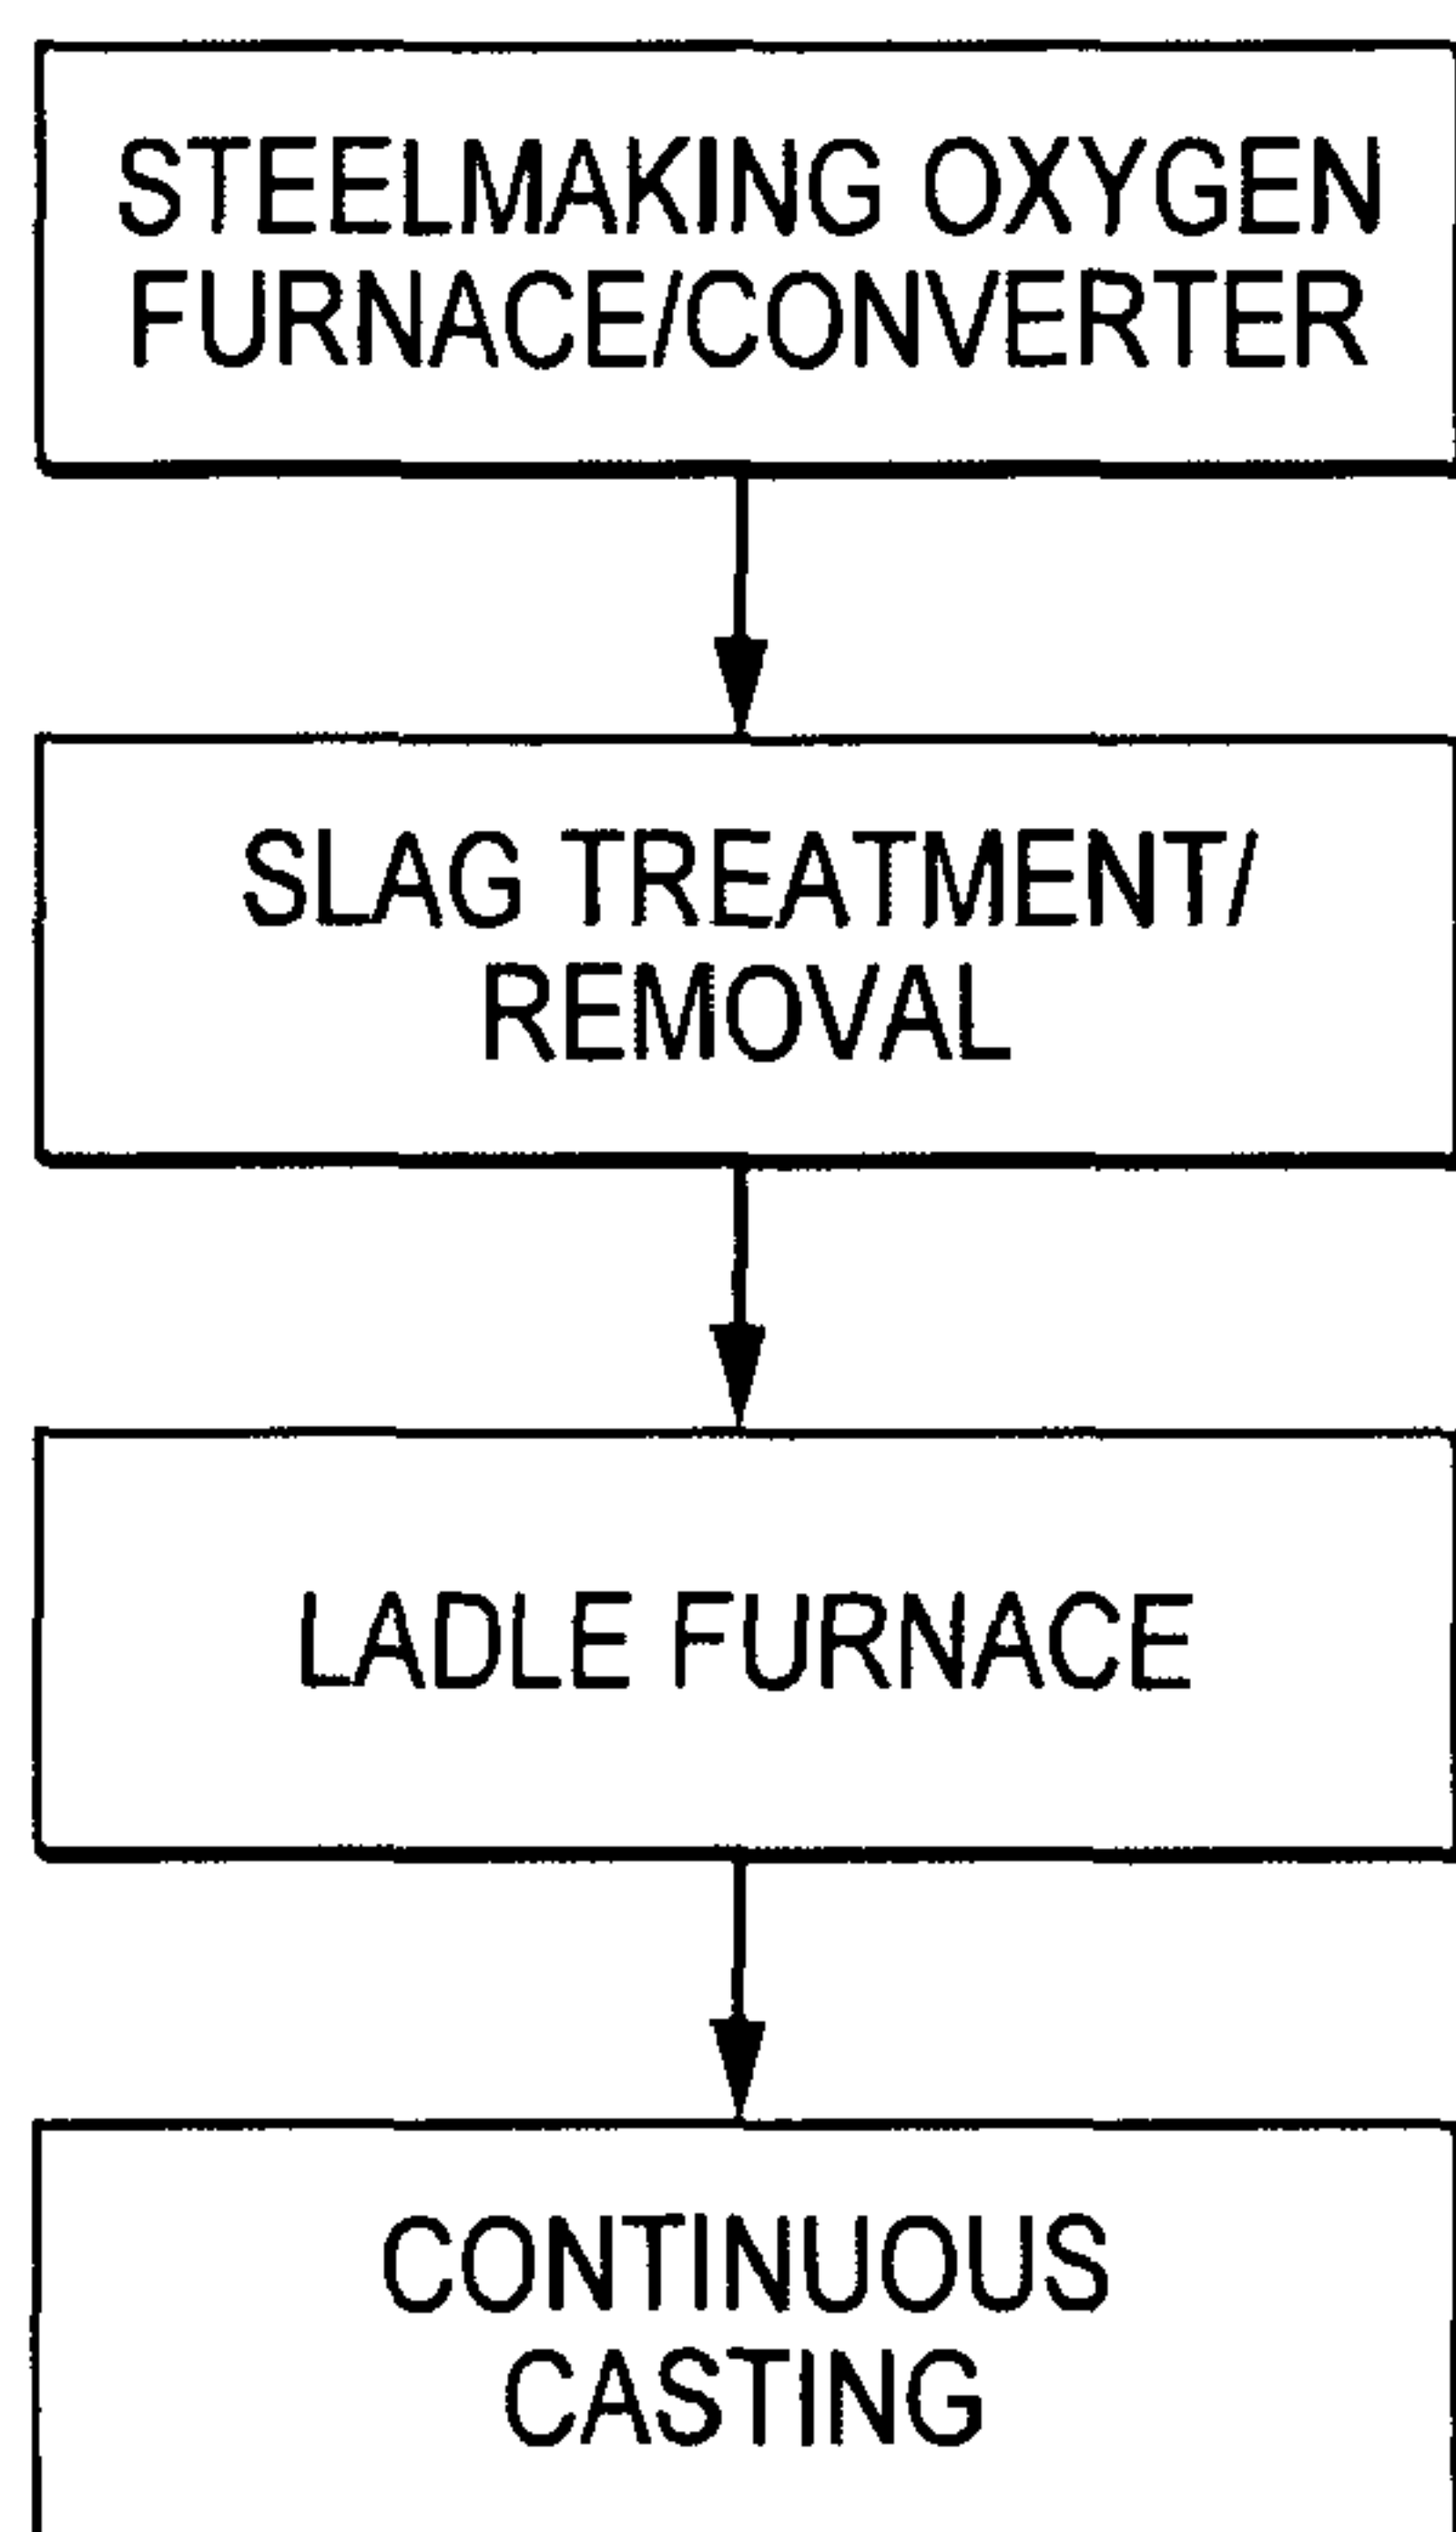 STEELMAKING OXYGEN
FURNACE/CONVERTER
SLAG TREATMENT/
REMOVAL
LADLE FURNACE
CONTINUOUS
CASTING